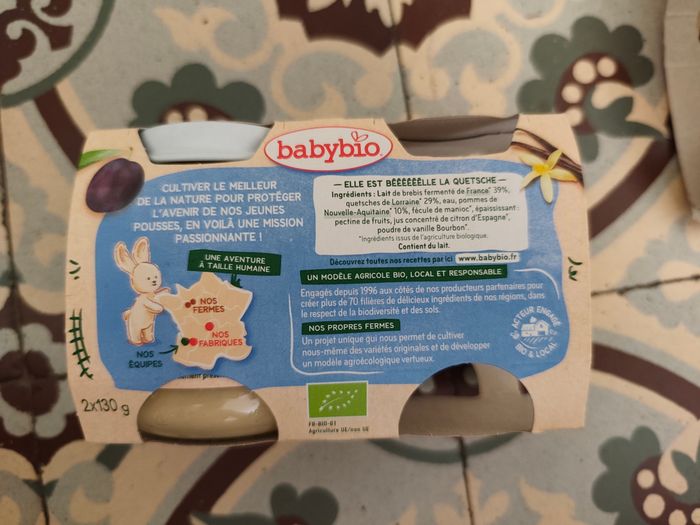 babybio
CULTIVER LE MEILLEUR
DE LA NATURE POUR PROTÉGER
L'AVENIR DE NOS JEUNES
POUSSES, EN VOILÀ UNE MISSION
PASSIONNANTE !
UNE AVENTURE
À TAILLE HUMAINE
NOS
FERMES
NOS
FABRIQUES
NOS
ÉQUIPES
2x130 g
— ELLE EST BÊÊÊÊÊÊLLE LA QUETSCHE —
Ingrédients : Lait de brebis fermenté de France* 39%,
quetsches de Lorraine* 29%, eau, pommes de
Nouvelle-Aquitaine* 10%, fécule de manioc*, épaississant :
pectine de fruits, jus concentré de citron d'Espagne*,
poudre de vanille Bourbon*.
*Ingrédients issus de l'agriculture biologique.
Contient du lait.
Découvrez toutes nos recettes par ici www.babybio.fr
UN MODÈLE AGRICOLE BIO, LOCAL ET RESPONSABLE
Engagés depuis 1996 aux côtés de nos producteurs partenaires pour
créer plus de 70 filières de délicieux ingrédients de nos régions, dans
le respect de la biodiversité et des sols.
NOS PROPRES FERMES
Un projet unique qui nous permet de cultiver
nous-même des variétés originales et de développer
un modèle agroécologique vertueux.
ACTEUR ENGAGÉ
BIO & LOCAL
FR-BIO-01
Agriculture UE/non UE